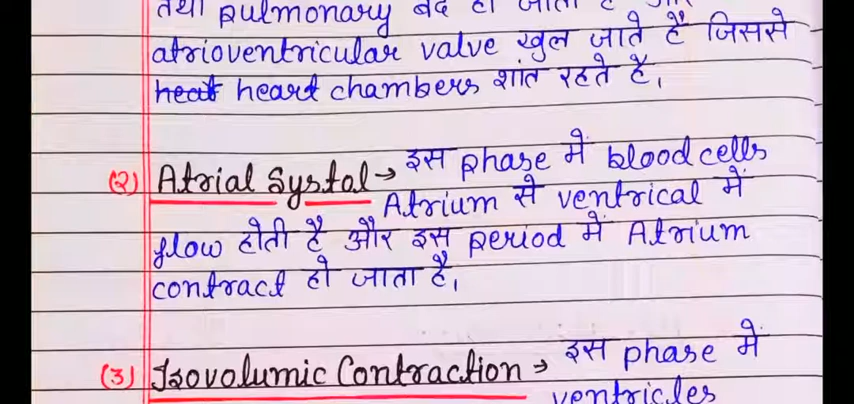 तथा pulmonary बंद हो जाता है और
atrioventricular valve खुल जाते हैं जिससे
heat heart chambers शांत रहते है,
(२) Atrial Systol → इस phase में blood cells
Atrium से ventrical में
flow होती है और इस period में Atrium
contract हो जाता है,
(3) Isovolumic Contraction → इस phase में
ventricles